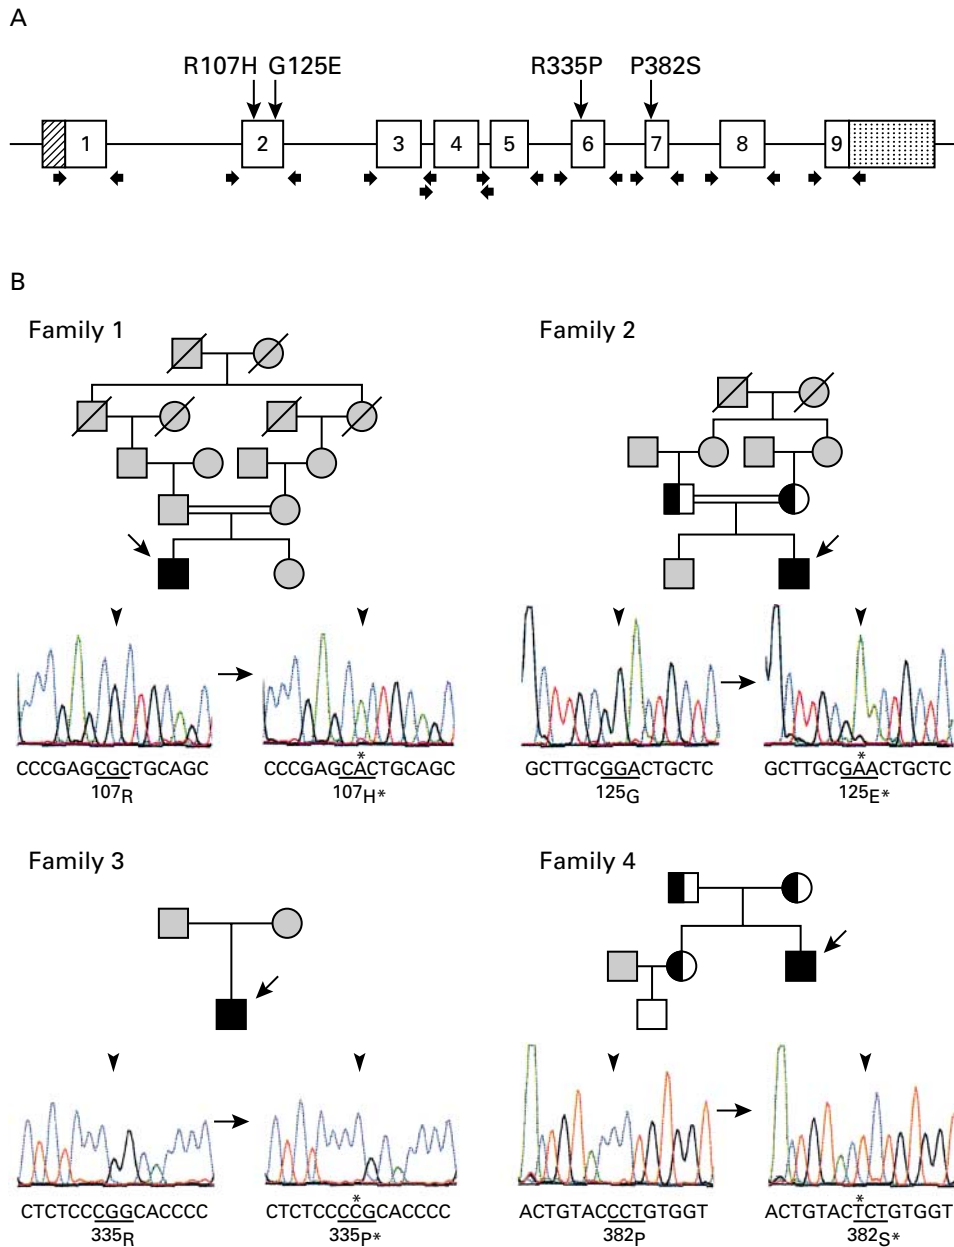 A
R107H G125E R335P P382S
1 2 3 4 5 6 7 8 9
B
Family 1
Family 2
CCCGAGCGCTGCAGC
107R
*
CCCGAGCACTGCAGC
107H*
GCTTGCGGACTGCTC
125G
*
GCTTGCGAACTGCTC
125E*
Family 3
Family 4
CTCTCCCGGCACCCC
335R
*
CTCTCCCCGCACCCC
335P*
ACTGTACCCTGTGGT
382P
*
ACTGTACTCTGTGGT
382S*